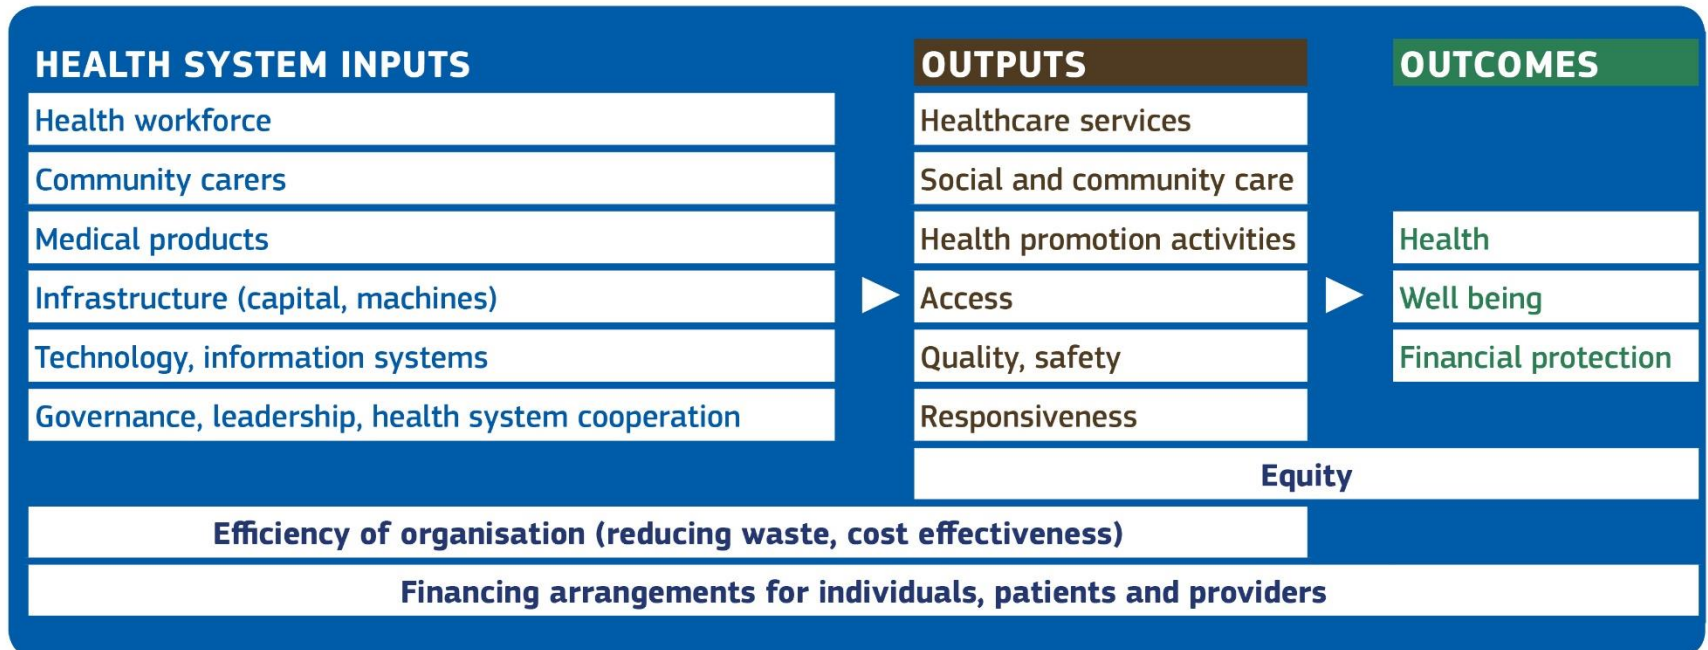 HEALTH SYSTEM INPUTS
Health workforce
Community carers
Medical products
Infrastructure (capital, machines)
Technology, information systems
Governance, leadership, health system cooperation
OUTPUTS
Healthcare services
Social and community care
Health promotion activities
Access
Quality, safety
Responsiveness
OUTCOMES
Health
Well being
Financial protection
Equity
Efficiency of organisation (reducing waste, cost effectiveness)
Financing arrangements for individuals, patients and providers